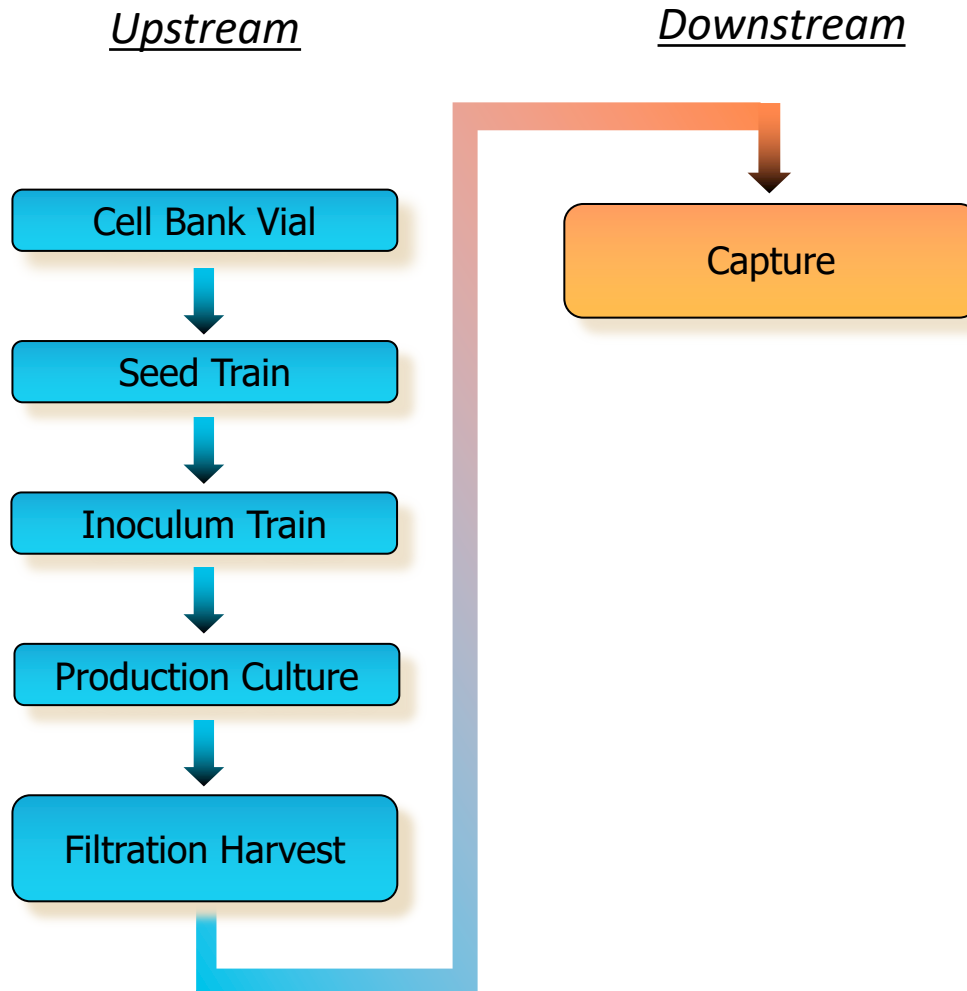 Upstream
Downstream
Cell Bank Vial
Seed Train
Inoculum Train
Production Culture
Filtration Harvest
Capture